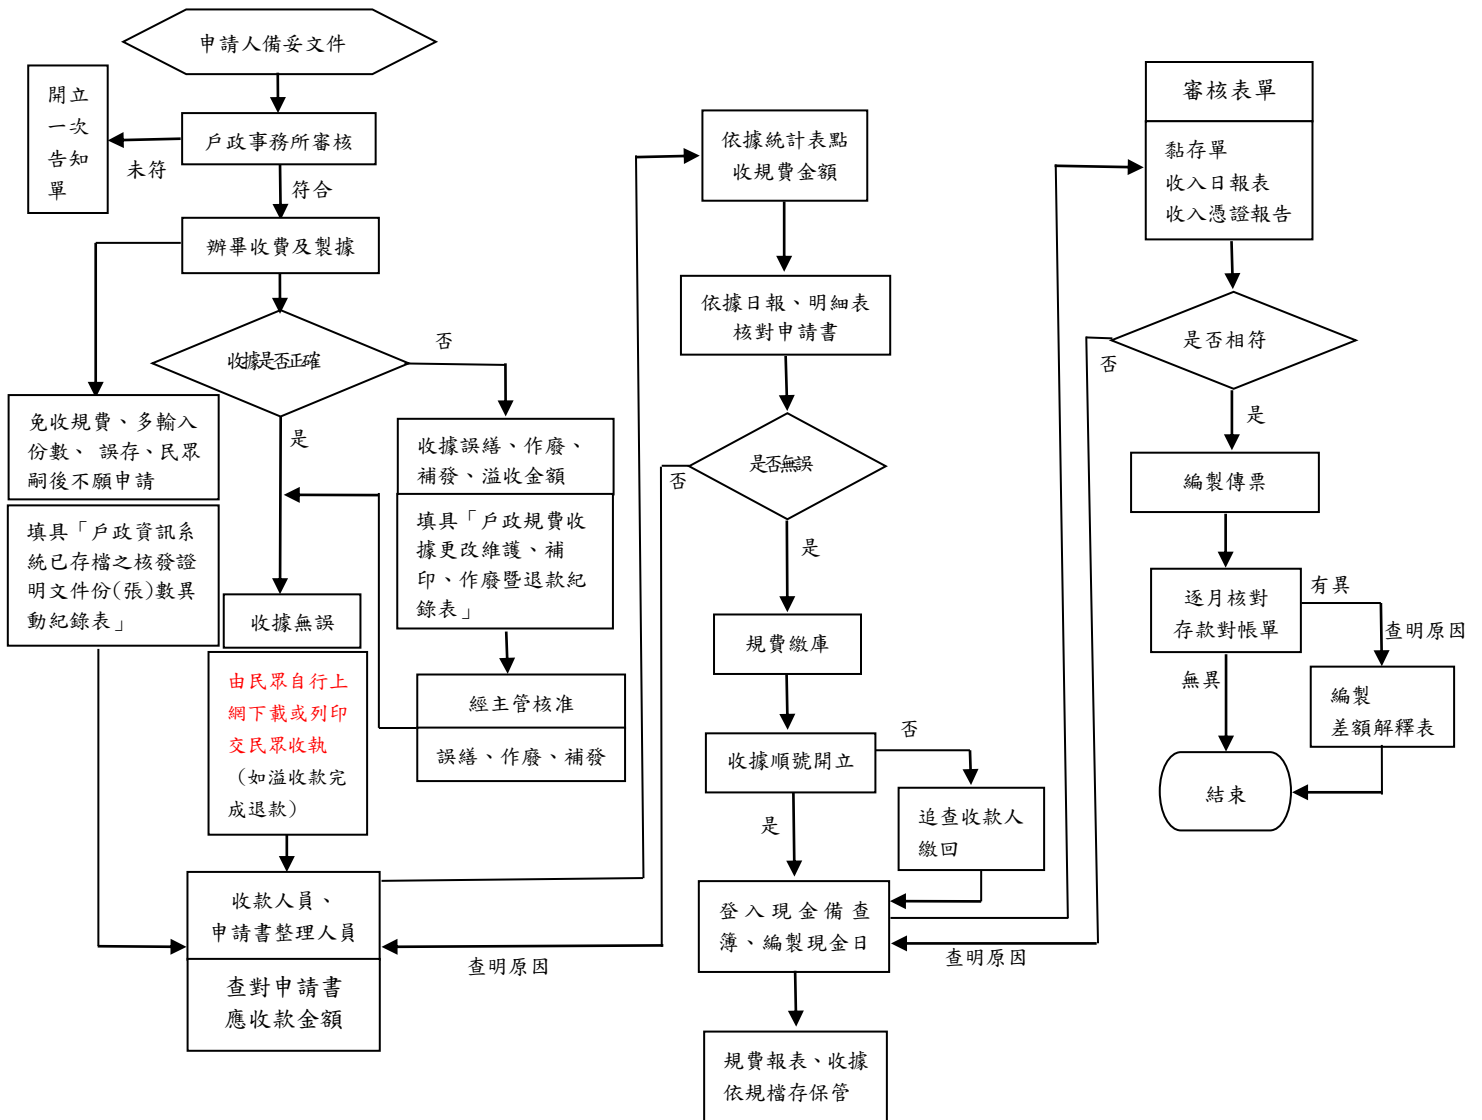 申請人備妥文件
開立
一次
告知
單
戶政事務所審核
未符
符合
辦畢收費及製據
收據是否正確
否
是
免收規費、多輸入
份數、 誤存、民眾
嗣後不願申請
填具「戶政資訊系
統已存檔之核發證
明文件份(張)數異
動紀錄表」
收據誤繕、作廢、
補發、溢收金額
填具「戶政規費收
據更改維護、補
印、作廢暨退款紀
錄表」
收據無誤
由民眾自行上
網下載或列印
交民眾收執
（如溢收款完
成退款）
經主管核准
誤繕、作廢、補發
收款人員、
申請書整理人員
查對申請書
應收款金額
依據統計表點
收規費金額
依據日報、明細表
核對申請書
是否無誤
否
查明原因
是
規費繳庫
收據順號開立
否
是
追查收款人
繳回
登入現金備查
簿、編製現金日
規費報表、收據
依規檔存保管
審核表單
黏存單
收入日報表
收入憑證報告
是否相符
否
查明原因
是
編製傳票
逐月核對
存款對帳單
有異
查明原因
無異
編製
差額解釋表
結束